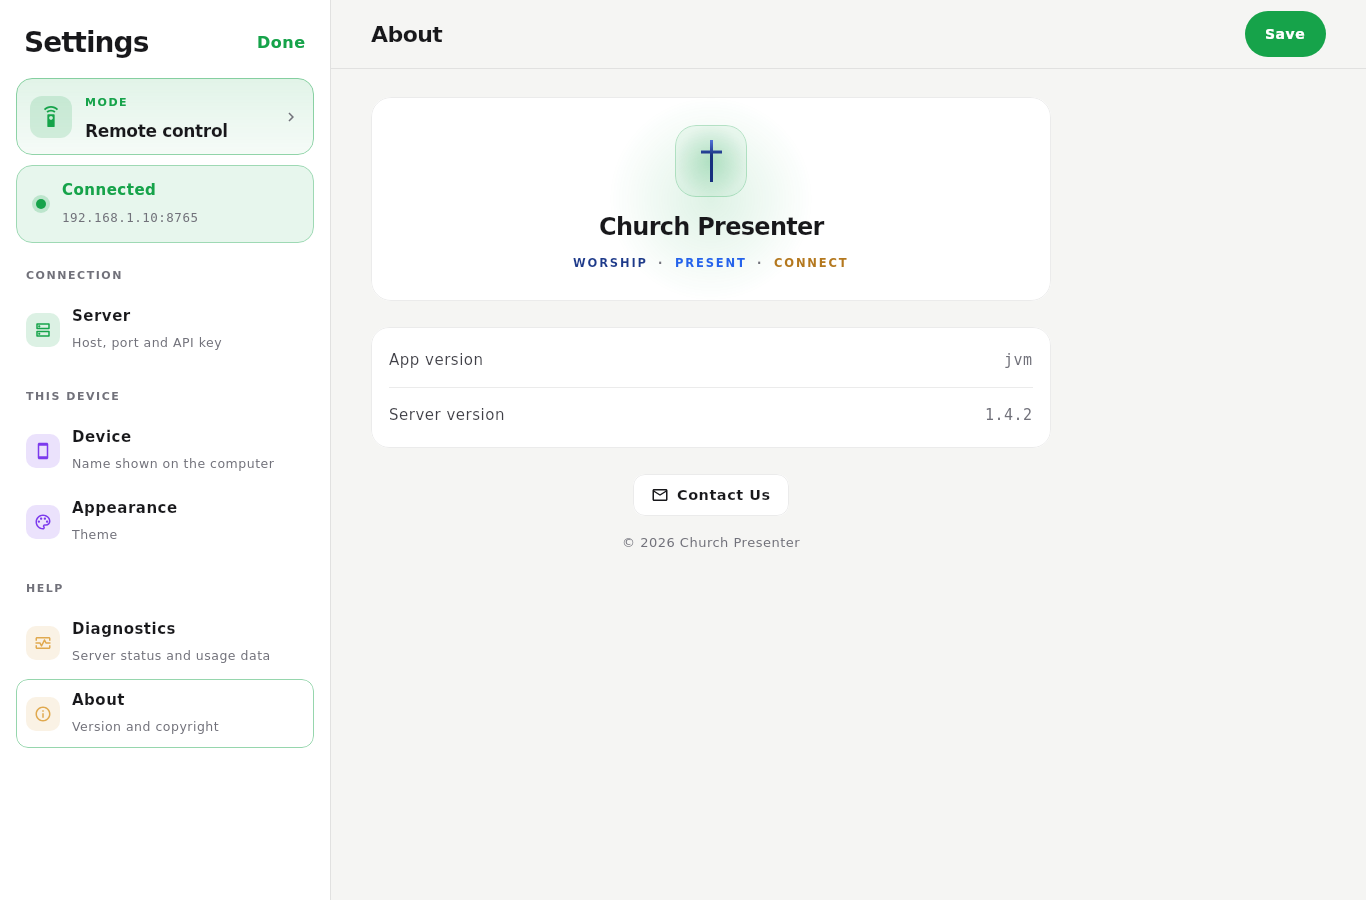 Settings
Done
MODE
Remote control
Connected
192.168.1.10:8765
CONNECTION
Server
Host, port and API key
THIS DEVICE
Device
Name shown on the computer
Appearance
Theme
HELP
Diagnostics
Server status and usage data
About
Version and copyright
About
Save
Church Presenter
WORSHIP · PRESENT · CONNECT
App version
jvm
Server version
1.4.2
Contact Us
© 2026 Church Presenter